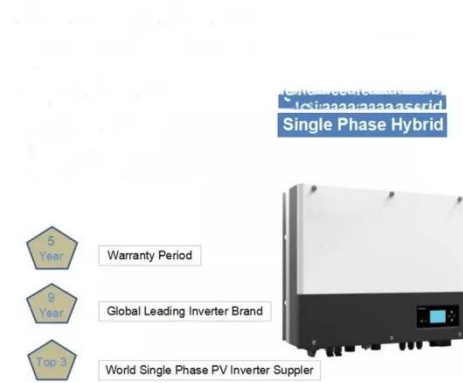 Single Phase Hybrid
5
Year
Warranty Period
9
Year
Global Leading Inverter Brand
Top 3
World Single Phase PV Inverter Suppler